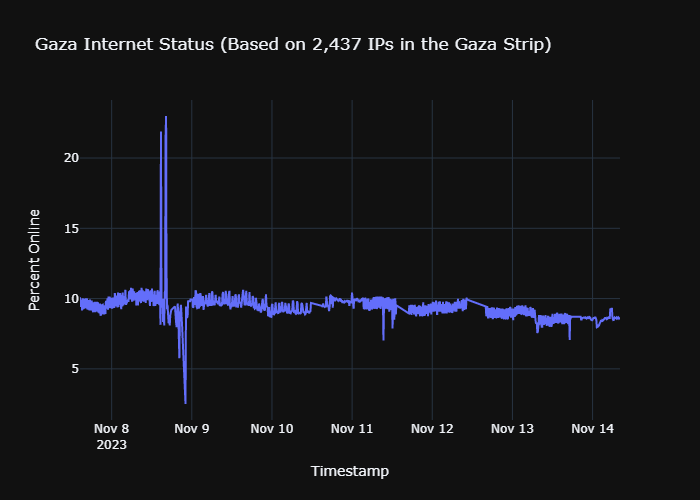 Gaza Internet Status (Based on 2,437 IPs in the Gaza Strip)
Percent Online
20
15
10
5
Nov 8 Nov 9 Nov 10 Nov 11 Nov 12 Nov 13 Nov 14
2023
Timestamp